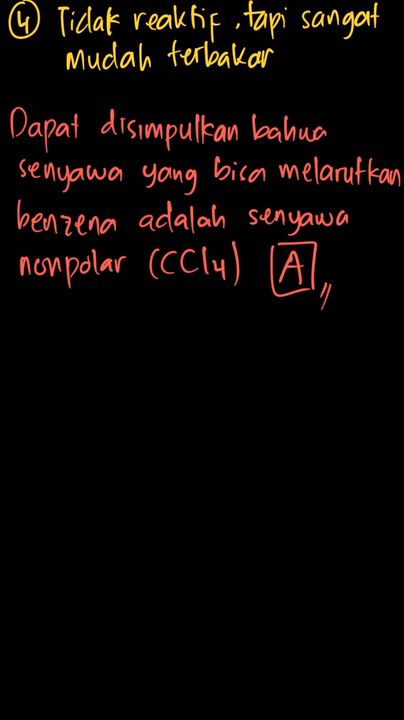 ④ Tidak reaktif, tapi sangat
mudah terbakar
Dapat disimpulkan bahwa
senyawa yang bisa melarutkan
benzena adalah senyawa
nonpolar (CCl4) A